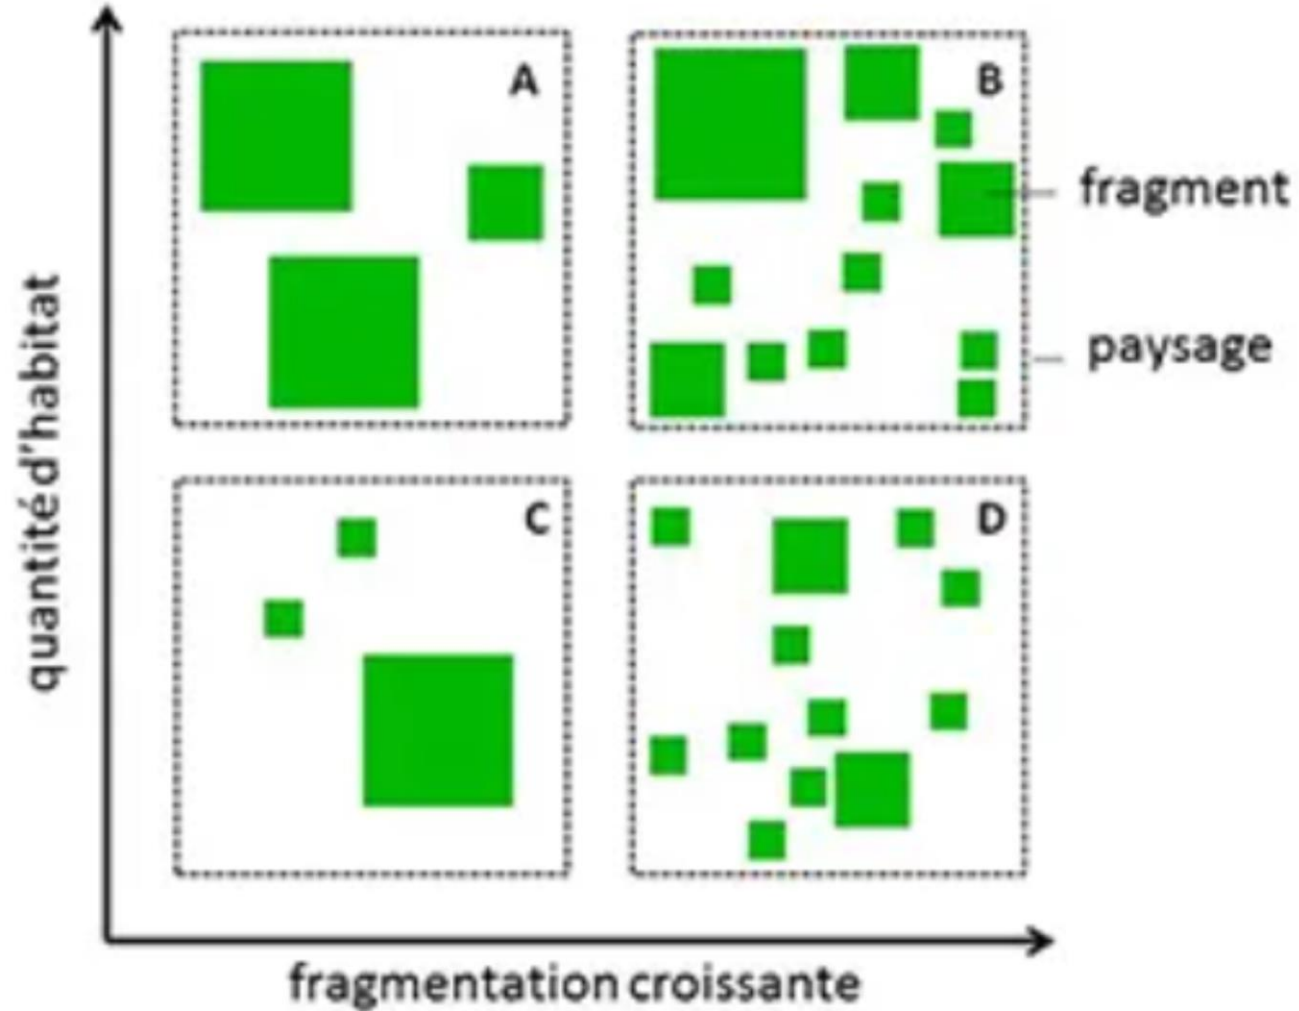 A
B
fragment
paysage
quantité d'habitat
C
D
fragmentation croissante